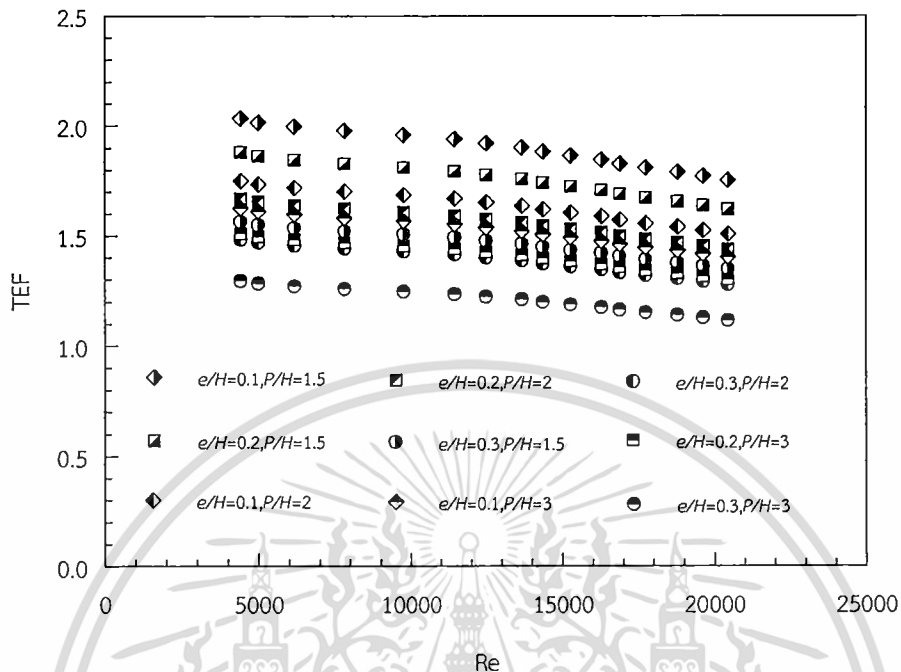 2.5
2.0
1.5
1.0
0.5
0.0
TEF
e/H=0.1,P/H=1.5
e/H=0.2,P/H=2
e/H=0.3,P/H=2
e/H=0.2,P/H=1.5
e/H=0.3,P/H=1.5
e/H=0.2,P/H=3
e/H=0.1,P/H=2
e/H=0.1,P/H=3
e/H=0.3,P/H=3
0
5000
10000
15000
20000
25000
Re